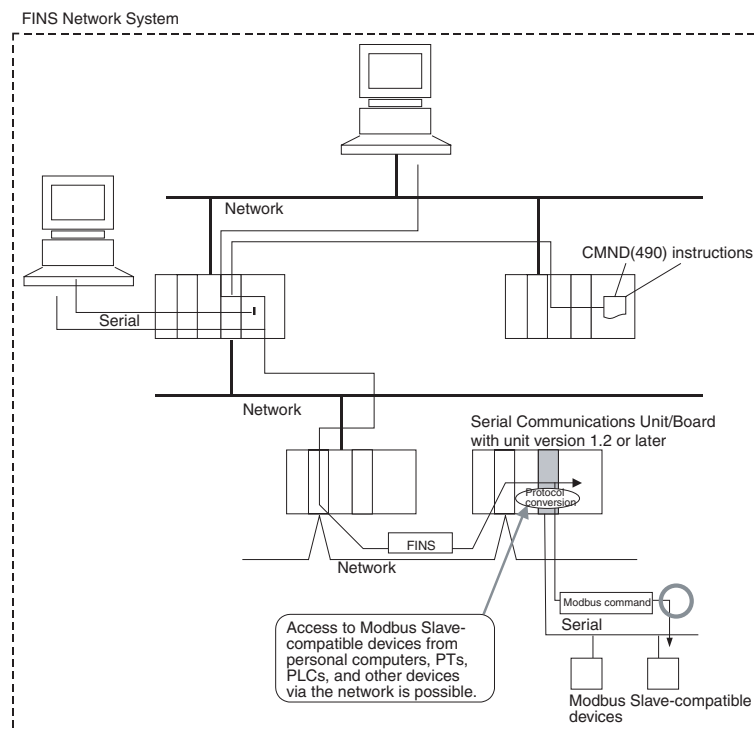 FINS Network System
Network
CMND(490) instructions
Serial
Network
Serial Communications Unit/Board
with unit version 1.2 or later
Protocol
conversion
FINS
Network
Modbus command
Serial
Access to Modbus Slave-
compatible devices from
personal computers, PTs,
PLCs, and other devices
via the network is possible.
Modbus Slave-compatible
devices